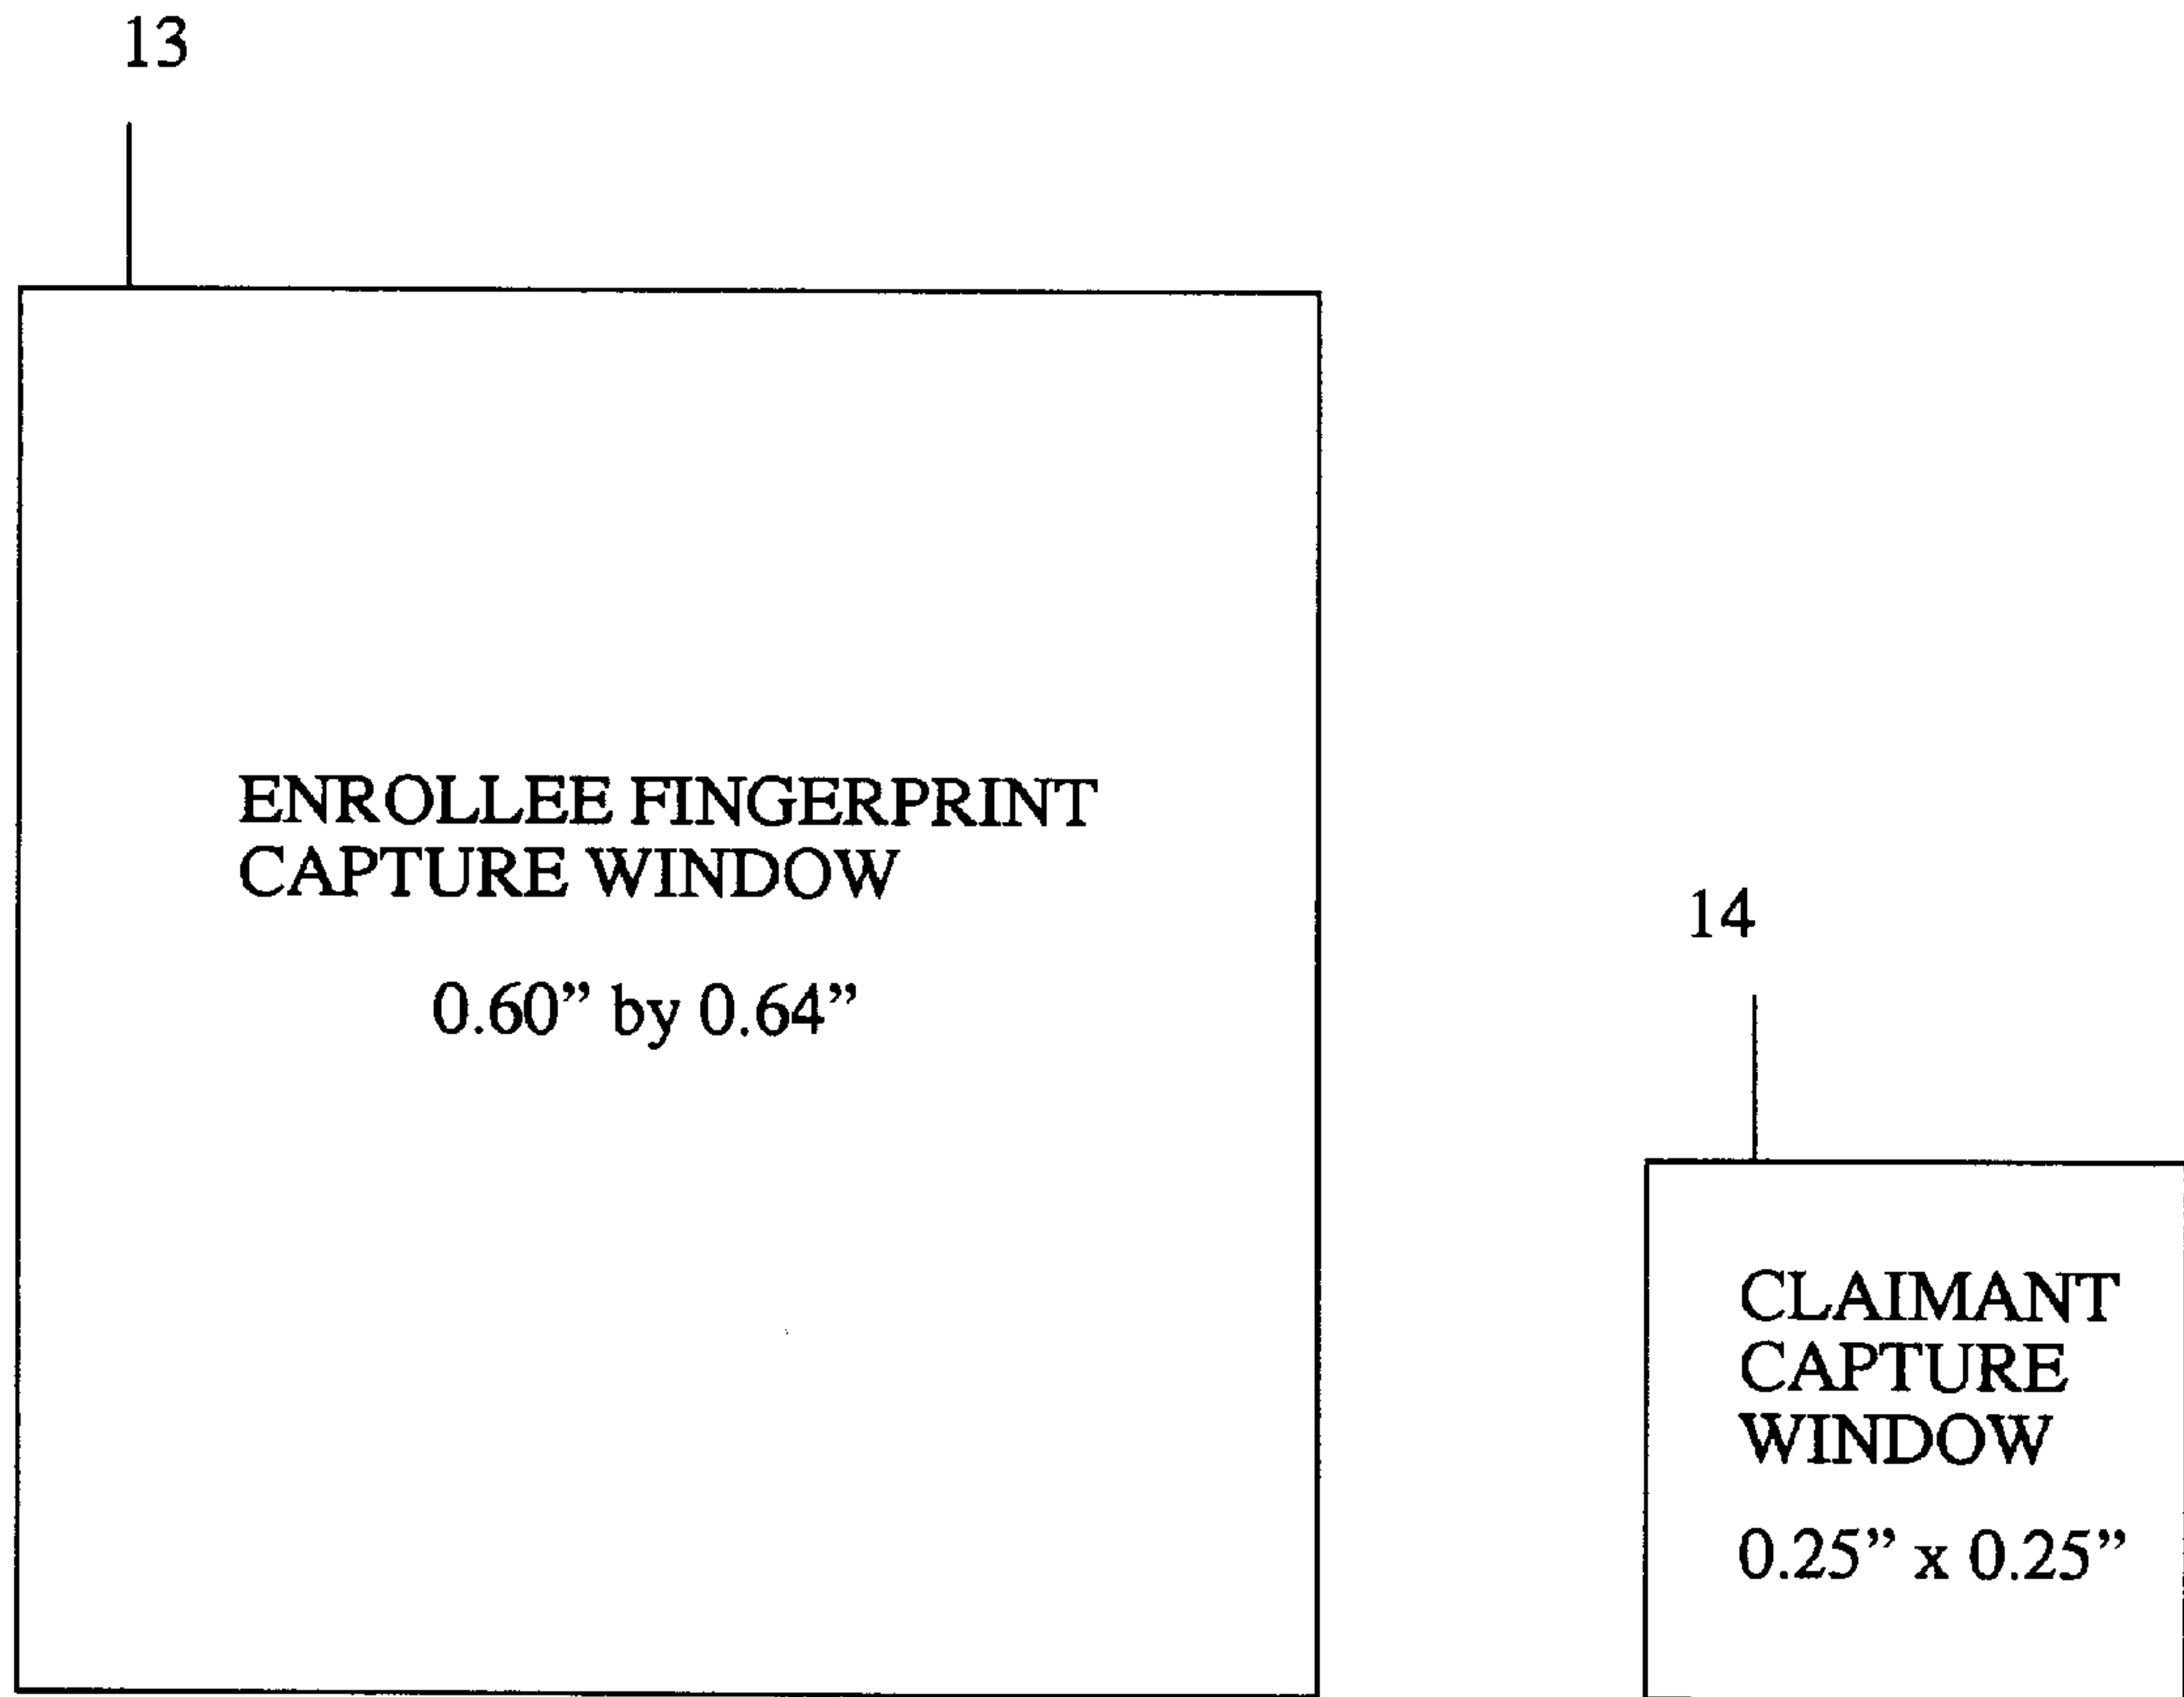 13
ENROLLEE FINGERPRINT
CAPTURE WINDOW
0.60” by 0.64”
14
CLAIMANT
CAPTURE
WINDOW
0.25” x 0.25”